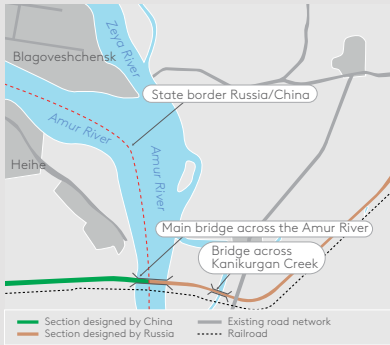 Zeya River
Blagoveshchensk
State border Russia/China
Amur River
Amur River
Heihe
Main bridge across the Amur River
Bridge across
Kanikurgan Creek
Section designed by China
Existing road network
Section designed by Russia
Railroad